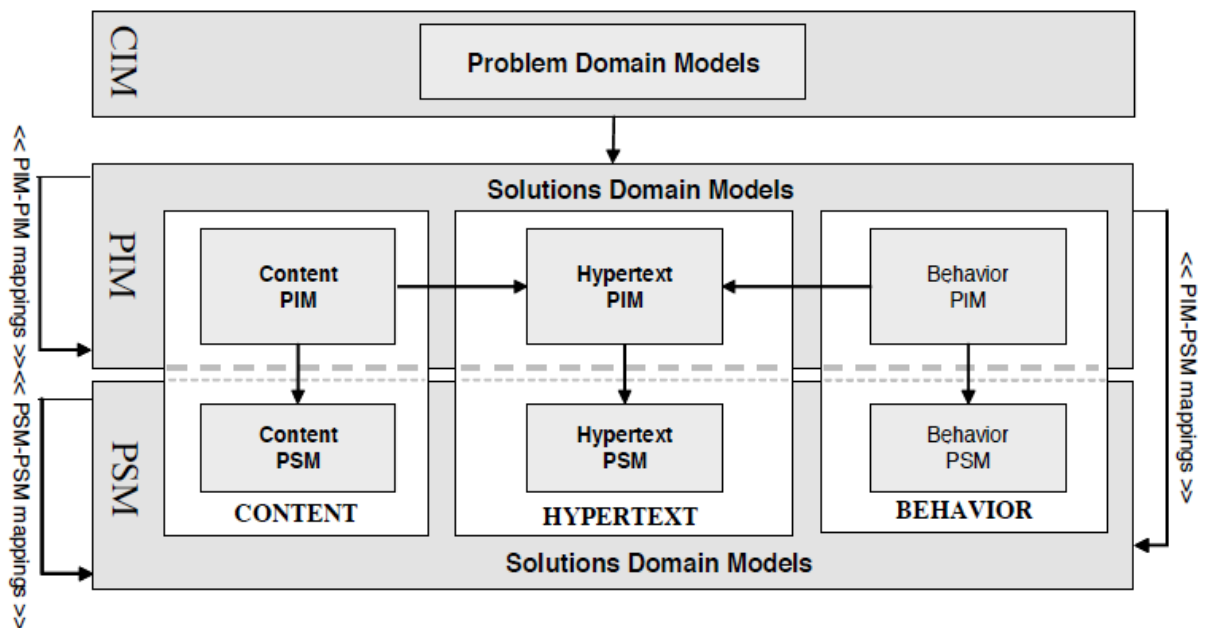 CIM
Problem Domain Models
<< PIM-PIM mappings >>
PIM
Solutions Domain Models
Content
PIM
Hypertext
PIM
Behavior
PIM
<< PIM-PSM mappings >>
<< PSM-PSM mappings >>
PSM
Content
PSM
Hypertext
PSM
Behavior
PSM
CONTENT
HYPERTEXT
BEHAVIOR
Solutions Domain Models